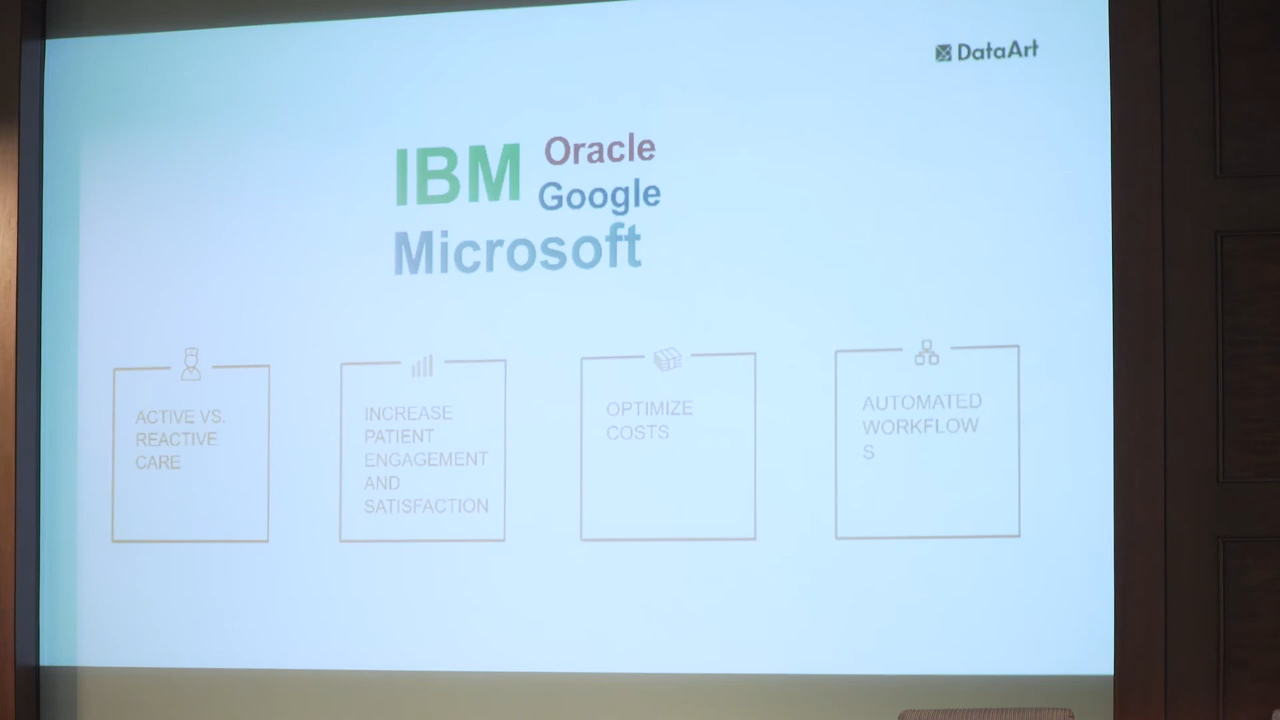 DataArt
IBM
Oracle
Google
Microsoft
ACTIVE VS.
REACTIVE
CARE
INCREASE
PATIENT
ENGAGEMENT
AND
SATISFACTION
OPTIMIZE
COSTS
AUTOMATED
WORKFLOW
S